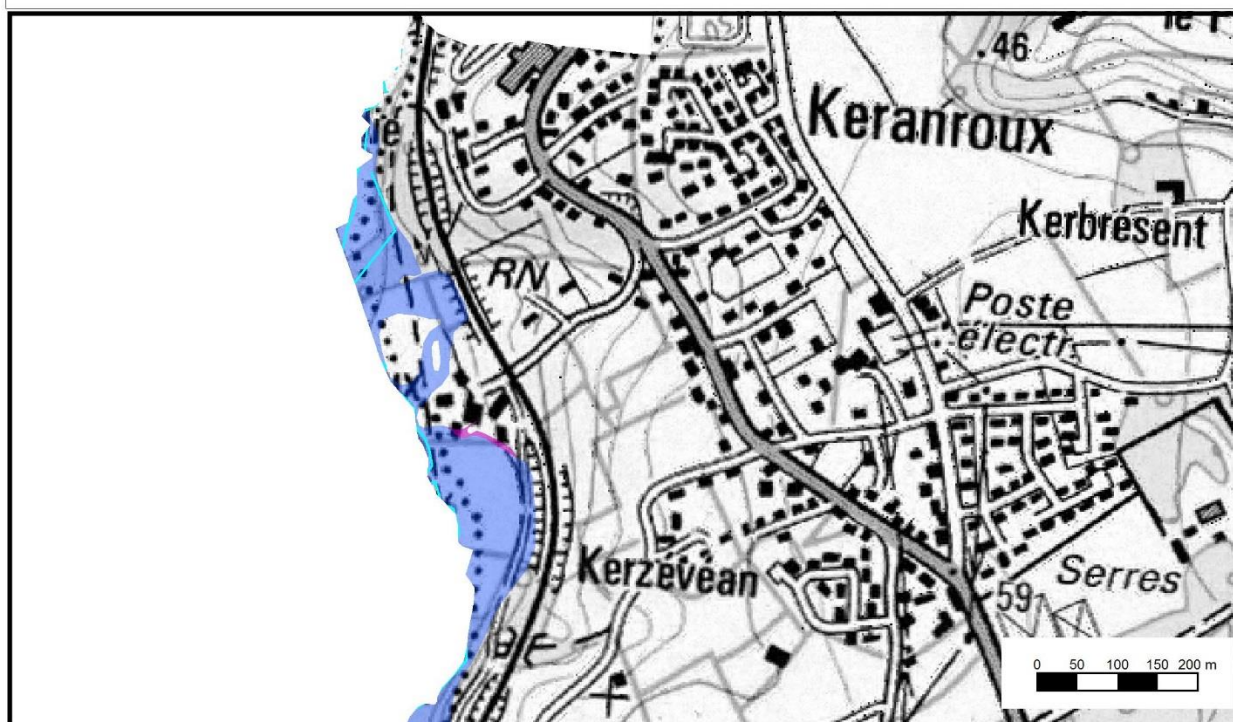 46
Keranroux
Kerbrésent
RN
Poste
électr.
Kerzévéan
Serres
59
0 50 100 150 200 m